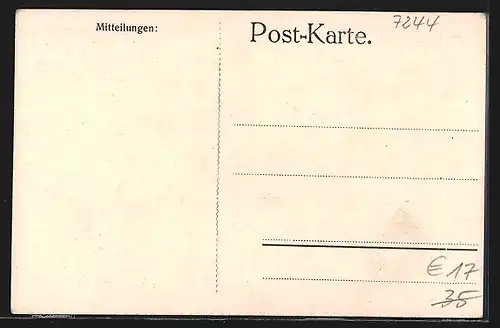 Mitteilungen:
Post-Karte.
7244
€ 17
35